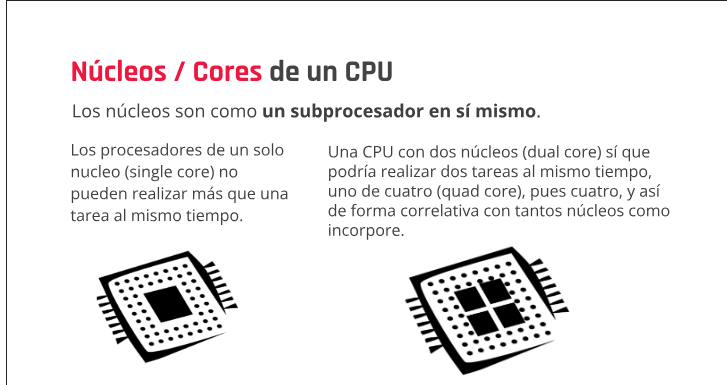 Núcleos / Cores de un CPU
Los núcleos son como un subprocesador en sí mismo.
Los procesadores de un solo
nucleo (single core) no
pueden realizar más que una
tarea al mismo tiempo.
Una CPU con dos núcleos (dual core) sí que
podría realizar dos tareas al mismo tiempo,
uno de cuatro (quad core), pues cuatro, y así
de forma correlativa con tantos núcleos como
incorpore.